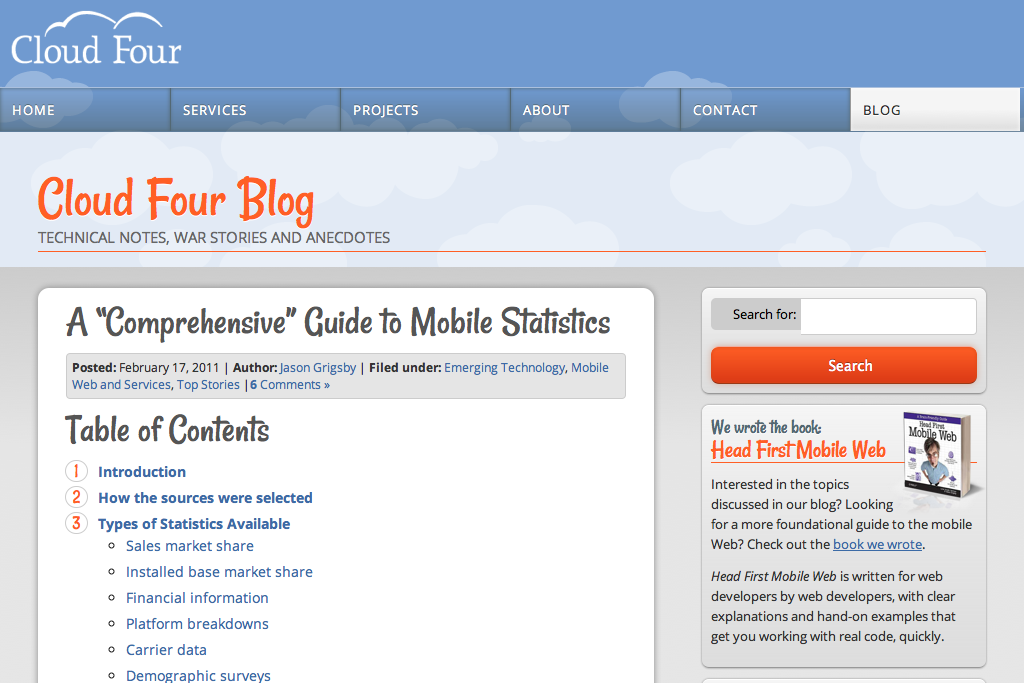 Cloud Four
HOME
SERVICES
PROJECTS
ABOUT
CONTACT
BLOG
Cloud Four Blog
TECHNICAL NOTES, WAR STORIES AND ANECDOTES
A “Comprehensive” Guide to Mobile Statistics
Posted: February 17, 2011 | Author: Jason Grigsby | Filed under: Emerging Technology, Mobile
Web and Services, Top Stories |6 Comments »
Table of Contents
1 Introduction
2 How the sources were selected
3 Types of Statistics Available
Sales market share
Installed base market share
Financial information
Platform breakdowns
Carrier data
Demographic surveys
Search for:
Search
We wrote the book:
Head First Mobile Web
Head First
Mobile Web
Interested in the topics
discussed in our blog? Looking
for a more foundational guide to the mobile
Web? Check out the book we wrote.
Head First Mobile Web is written for web
developers by web developers, with clear
explanations and hand-on examples that
get you working with real code, quickly.